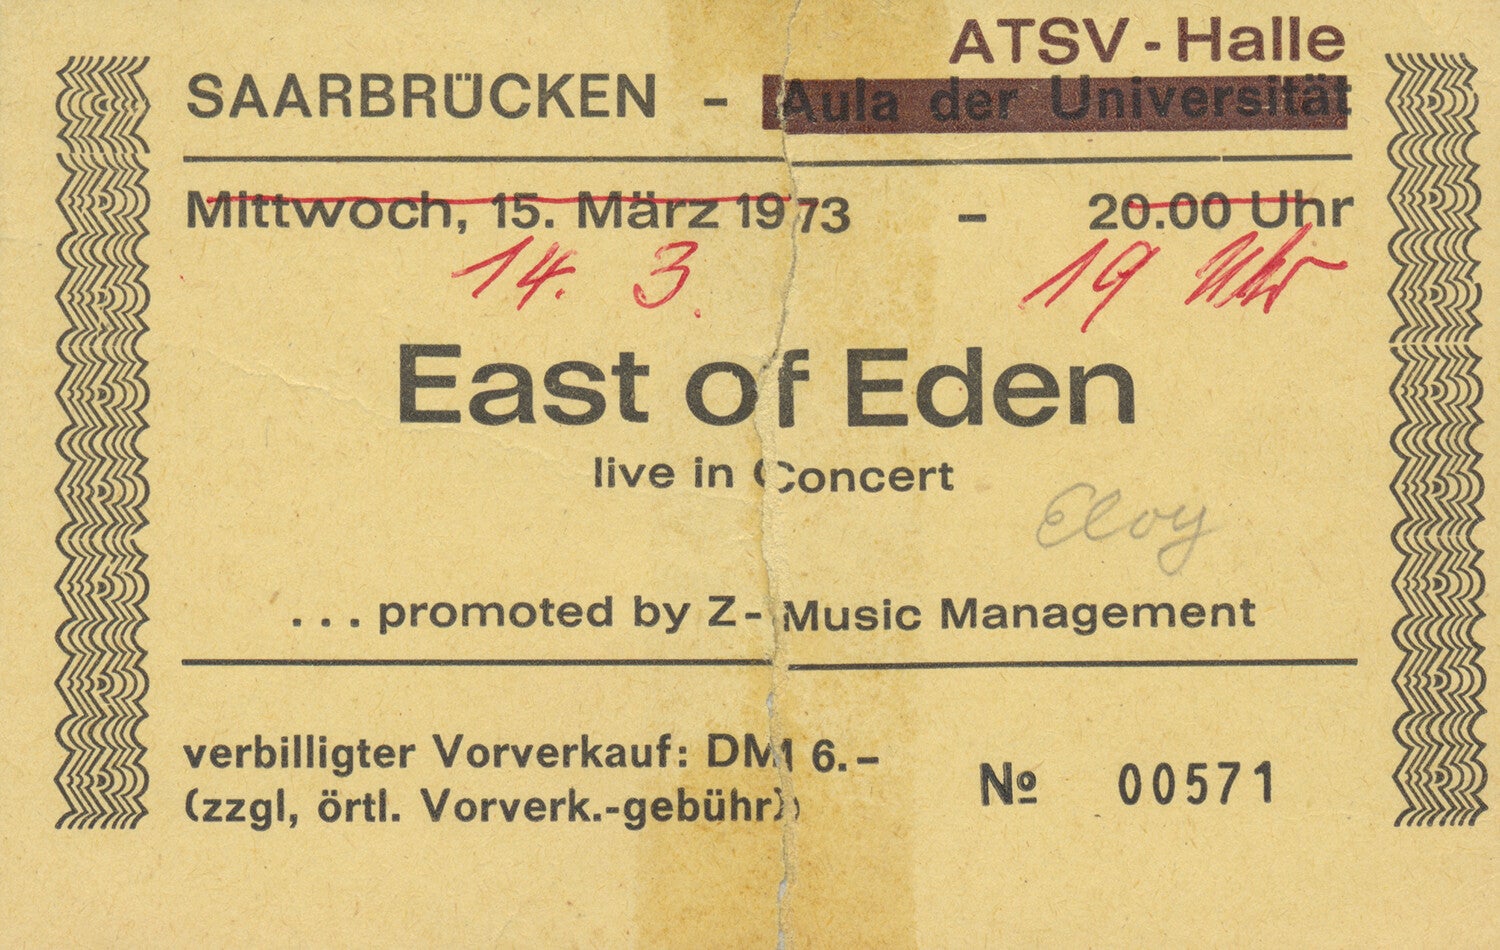 ATSV - Halle
SAARBRÜCKEN - Aula der Universität
Mittwoch, 15. März 1973 - 20.00 Uhr
14. 3. 19 Uhr
East of Eden
live in Concert
Eloy
...promoted by Z-Music Management
verbilligter Vorverkauf: DM 6.–
(zzgl, örtl. Vorverk.-gebühr)
№ 00571